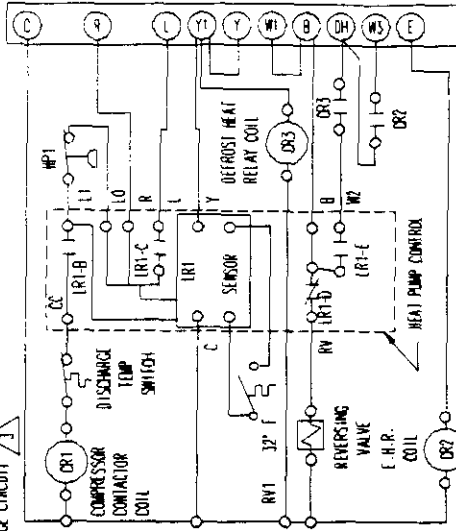 GE CIRCUIT 3
C
R
L
Y1
Y
W1
B
DH
W3
E
HP1
L1
LO
R
L
Y
DEFROST HEAT
RELAY COIL
CR3
CR3
CR2
B
W2
CC
LR1-B
LR1-C
LR1
SENSOR
LR1-D
LR1-E
HEAT PUMP CONTROL
CR1
COMPRESSOR
CONTACTOR
COIL
DISCHARGE
TEMP
SWITCH
C
32° F
RV1
RV
REVERSING
VALVE
E.H.R.
COIL
CR2